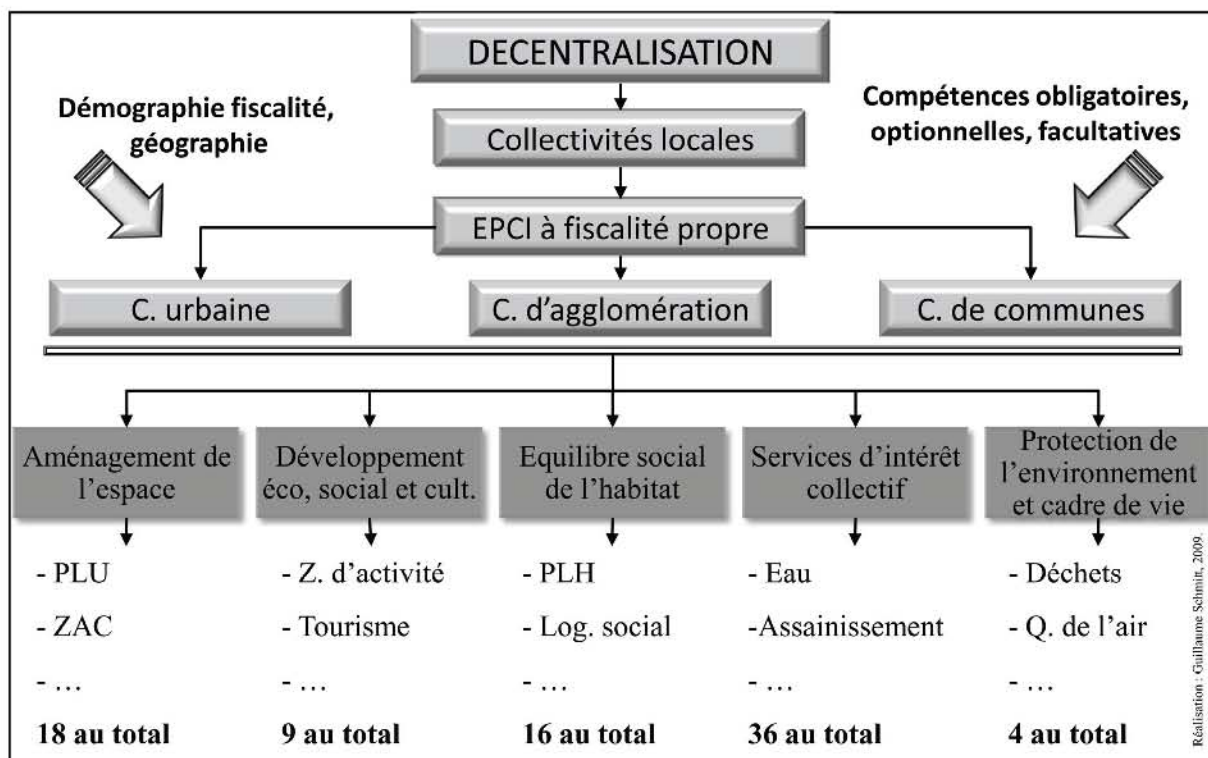 DECENTRALISATION
Démographie fiscalité,
géographie
Compétences obligatoires,
optionnelles, facultatives
Collectivités locales
EPCI à fiscalité propre
C. urbaine
C. d'agglomération
C. de communes
Aménagement de
l'espace
Développement
éco, social et cult.
Equilibre social
de l'habitat
Services d'intérêt
collectif
Protection de
l'environnement
et cadre de vie
- PLU
- ZAC
- ...
18 au total
- Z. d'activité
- Tourisme
- ...
9 au total
- PLH
- Log. social
- ...
16 au total
- Eau
-Assainissement
- ...
36 au total
- Déchets
- Q. de l'air
- ...
4 au total
Réalisation : Guillaume Schmitt, 2009.